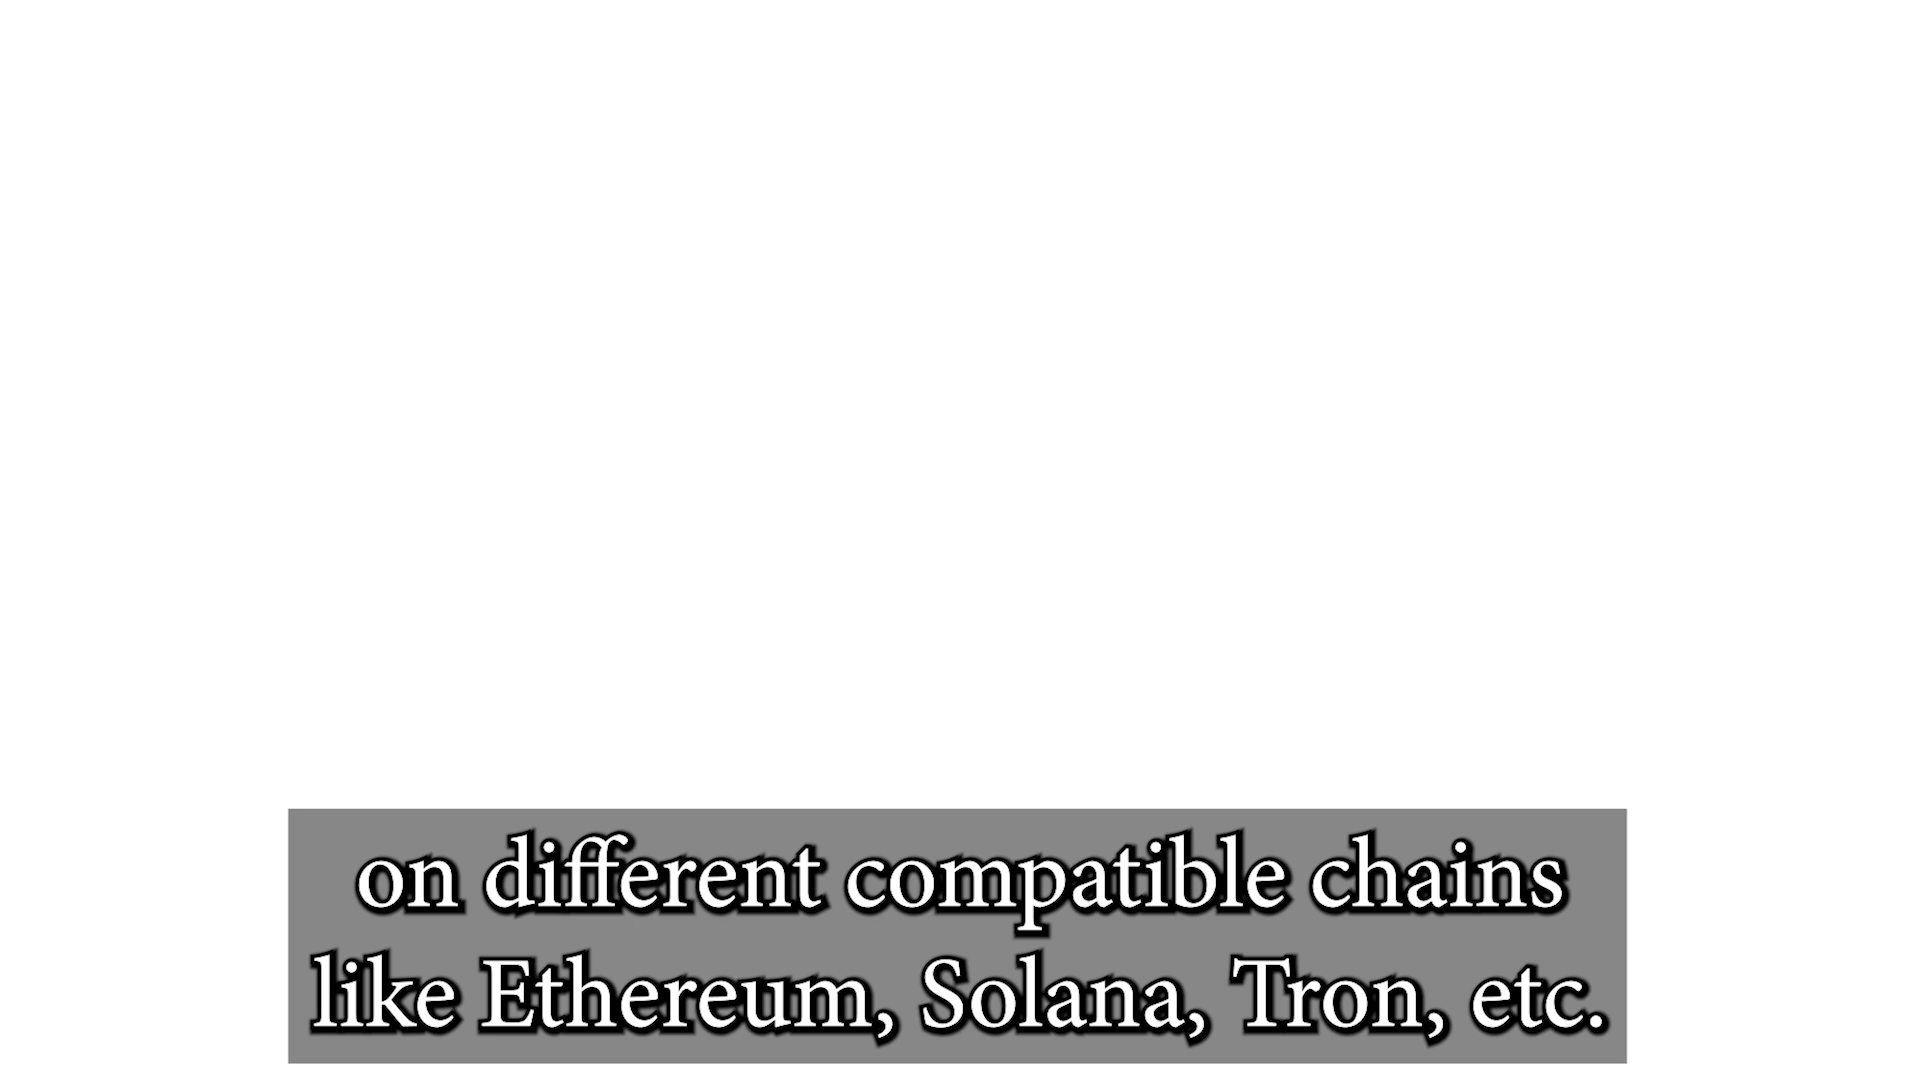 on different compatible chains
like Ethereum, Solana, Tron, etc.